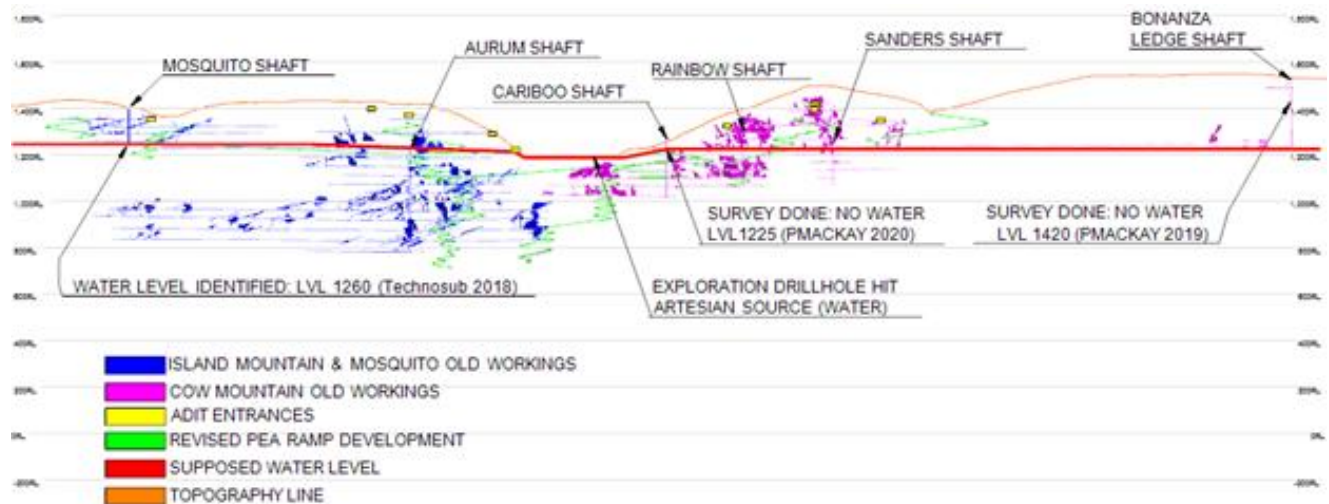 BONANZA
LEDGE SHAFT
AURUM SHAFT
SANDERS SHAFT
MOSQUITO SHAFT
RAINBOW SHAFT
CARIBOO SHAFT
SURVEY DONE: NO WATER
LVL1225 (PMACKAY 2020)
SURVEY DONE: NO WATER
LVL 1420 (PMACKAY 2019)
WATER LEVEL IDENTIFIED: LVL 1260 (Technosub 2018)
EXPLORATION DRILLHOLE HIT
ARTESIAN SOURCE (WATER)
ISLAND MOUNTAIN & MOSQUITO OLD WORKINGS
COW MOUNTAIN OLD WORKINGS
ADIT ENTRANCES
REVISED PEA RAMP DEVELOPMENT
SUPPOSED WATER LEVEL
TOPOGRAPHY LINE